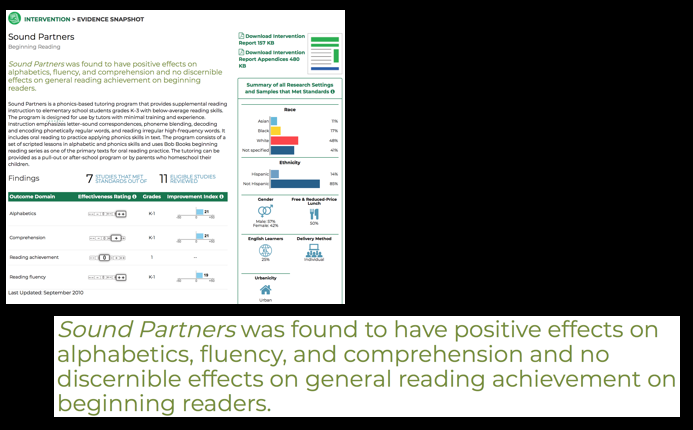 INTERVENTION > EVIDENCE SNAPSHOT
Sound Partners
Beginning Reading
Sound Partners was found to have positive effects on
alphabetics, fluency, and comprehension and no discernible
effects on general reading achievement on beginning
readers.
Sound Partners is a phonics-based tutoring program that provides supplemental reading
instruction to elementary school students grades K-3 with below-average reading skills.
The program is designed for use by tutors with minimal training and experience.
Instruction emphasizes letter-sound correspondences, phoneme blending, decoding
and encoding phonetically regular words, and reading irregular high-frequency words. It
includes oral reading to practice applying phonics skills in text. The program consists of a
set of scripted lessons in alphabetic and phonics skills and uses Bob Books beginning
reading series as one of the primary texts for oral reading practice. The tutoring can be
provided as a pull-out or after-school program or by parents who homeschool their
children.
Findings
7 STUDIES THAT MET
STANDARDS OUT OF
11 ELIGIBLE STUDIES
REVIEWED
Outcome Domain Effectiveness Rating Grades Improvement Index
Alphabetics ++ K-1 21
Comprehension + K-1 21
Reading achievement 0 1 --
Reading fluency ++ K-1 19
Last Updated: September 2010
Download Intervention
Report 157 KB
Download Intervention
Report Appendices 480
KB
Summary of all Research Settings
and Samples that Met Standards
Race
Asian 11%
Black 17%
White 48%
Not specified 41%
Ethnicity
Hispanic 14%
Not Hispanic 86%
Gender
Male: 57%
Female: 42%
Free & Reduced-Price
Lunch
50%
English Learners
25%
Delivery Method
Individual
Urbanicity
Urban
Sound Partners was found to have positive effects on
alphabetics, fluency, and comprehension and no
discernible effects on general reading achievement on
beginning readers.